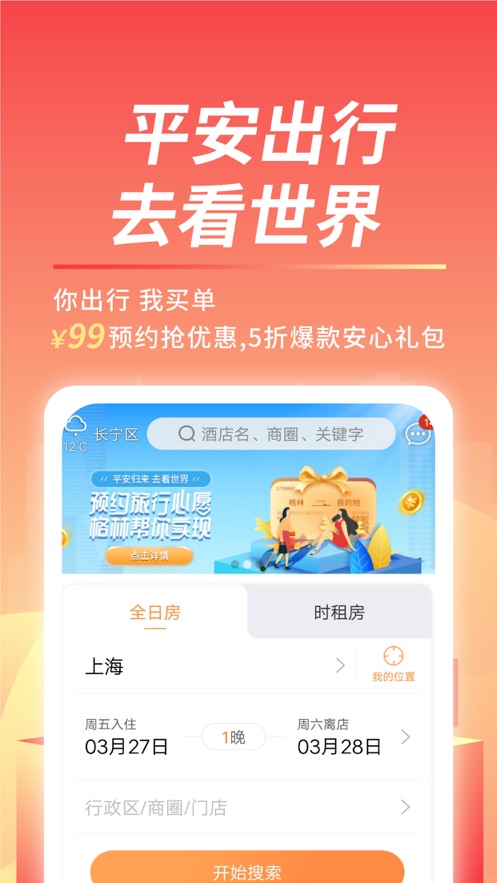 平安出行
去看世界
你出行 我买单
¥99预约抢优惠,5折爆款安心礼包
12℃
长宁区
酒店名、商圈、关键字
1
平安归来 去看世界
预约旅行心愿
格林帮你实现
点击详情
格林
目的地
全日房
时租房
上海
我的位置
周五入住
03月27日
1晚
周六离店
03月28日
行政区/商圈/门店
开始搜索